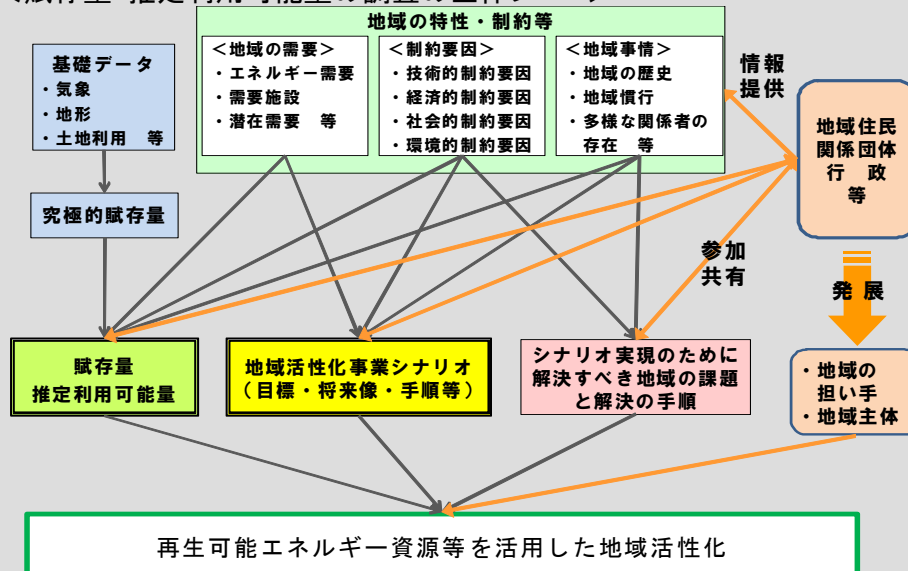 地域の特性・制約等
基礎データ
・気象
・地形
・土地利用　等
＜地域の需要＞
・エネルギー需要
・需要施設
・潜在需要　等
＜制約要因＞
・技術的制約要因
・経済的制約要因
・社会的制約要因
・環境的制約要因
＜地域事情＞
・地域の歴史
・地域慣行
・多様な関係者の
存在　等
情報
提供
地域住民
関係団体
行　政
等
究極的賦存量
参加
共有
発 展
賦存量
推定利用可能量
地域活性化事業シナリオ
（目標・将来像・手順等）
シナリオ実現のために
解決すべき地域の課題
と解決の手順
・地域の
担い手
・地域主体
再生可能エネルギー資源等を活用した地域活性化